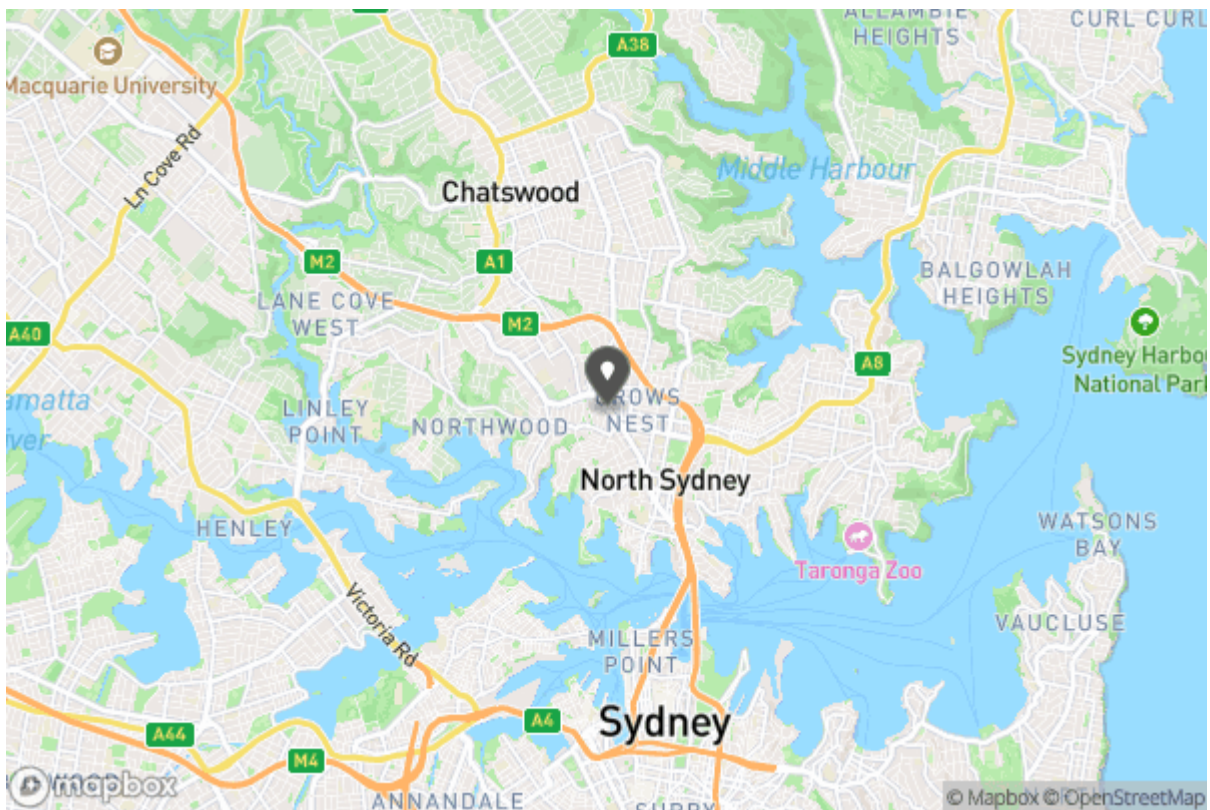 ALLAMBIE
HEIGHTS
CURL CURL
A38
Macquarie University
Ln Cove Rd
Middle Harbour
Chatswood
M2
A1
BALGOWLAH
HEIGHTS
LANE COVE
WEST
M2
A40
A8
Sydney
National Park
CROWS
NEST
LINLEY
POINT
NORTHWOOD
North Sydney
HENLEY
WATSONS
BAY
Taronga Zoo
Victoria Rd
VAUCLUSE
MILLERS
POINT
Sydney
A4
A44
M4
mapbox
ANNANDALE
© Mapbox © OpenStreetMap